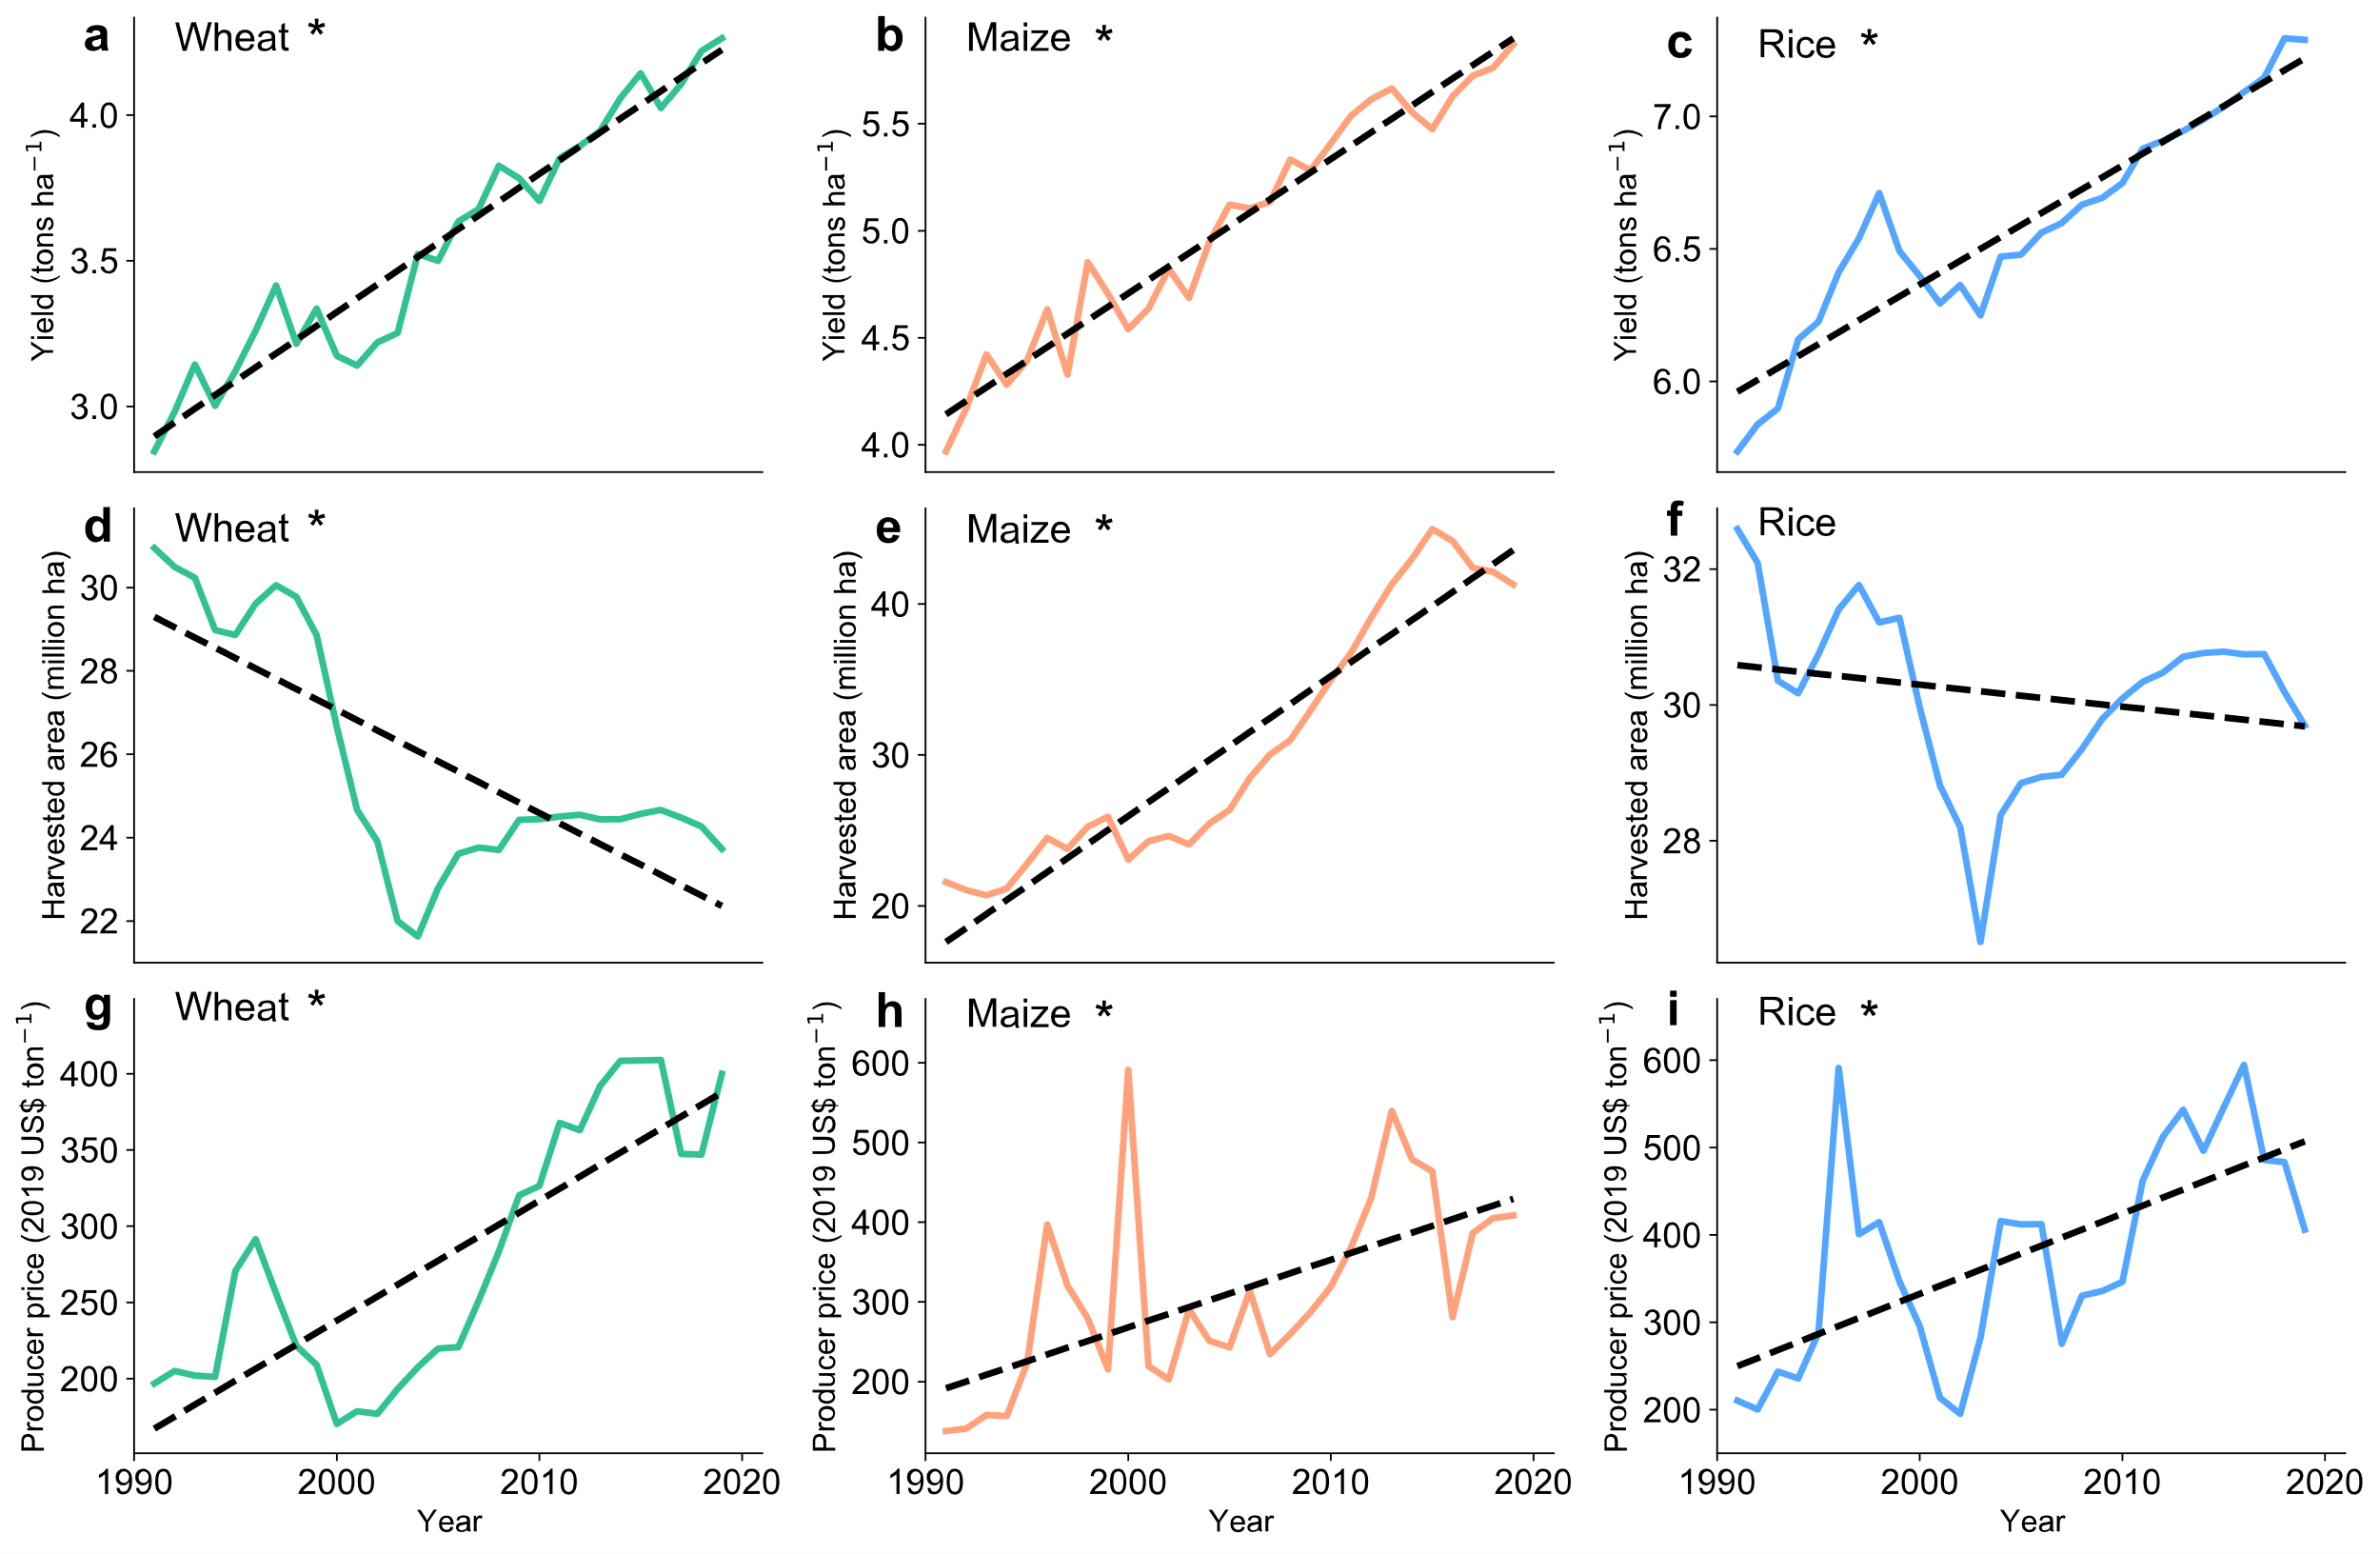 a Wheat *
Yield (tons ha⁻¹)
4.0
3.5
3.0
b Maize *
Yield (tons ha⁻¹)
5.5
5.0
4.5
4.0
c Rice *
Yield (tons ha⁻¹)
7.0
6.5
6.0
d Wheat *
Harvested area (million ha)
30
28
26
24
22
e Maize *
Harvested area (million ha)
40
30
20
f Rice
Harvested area (million ha)
32
30
28
g Wheat *
Producer price (2019 US$ ton⁻¹)
400
350
300
250
200
1990 2000 2010 2020
Year
h Maize *
Producer price (2019 US$ ton⁻¹)
600
500
400
300
200
1990 2000 2010 2020
Year
i Rice *
Producer price (2019 US$ ton⁻¹)
600
500
400
300
200
1990 2000 2010 2020
Year